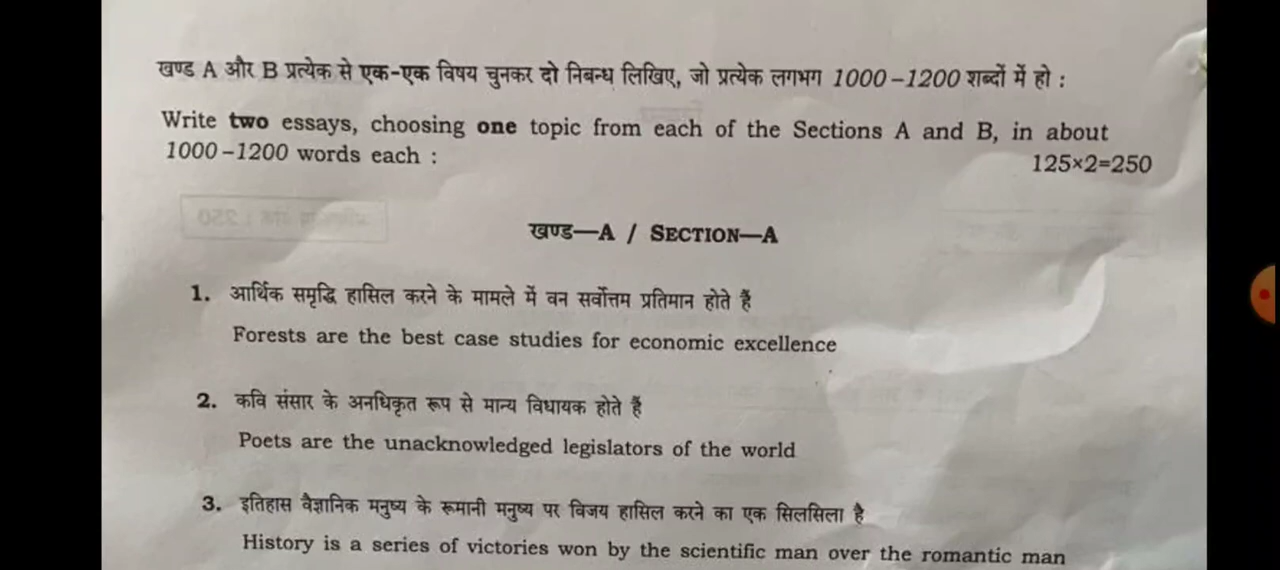 खण्ड A और B प्रत्येक से एक-एक विषय चुनकर दो निबन्ध लिखिए, जो प्रत्येक लगभग 1000–1200 शब्दों में हो :
Write two essays, choosing one topic from each of the Sections A and B, in about
1000–1200 words each :
125×2=250
खण्ड—A / SECTION—A
1. आर्थिक समृद्धि हासिल करने के मामले में वन सर्वोत्तम प्रतिमान होते हैं
Forests are the best case studies for economic excellence
2. कवि संसार के अनधिकृत रूप से मान्य विधायक होते हैं
Poets are the unacknowledged legislators of the world
3. इतिहास वैज्ञानिक मनुष्य के रूमानी मनुष्य पर विजय हासिल करने का एक सिलसिला है
History is a series of victories won by the scientific man over the romantic man